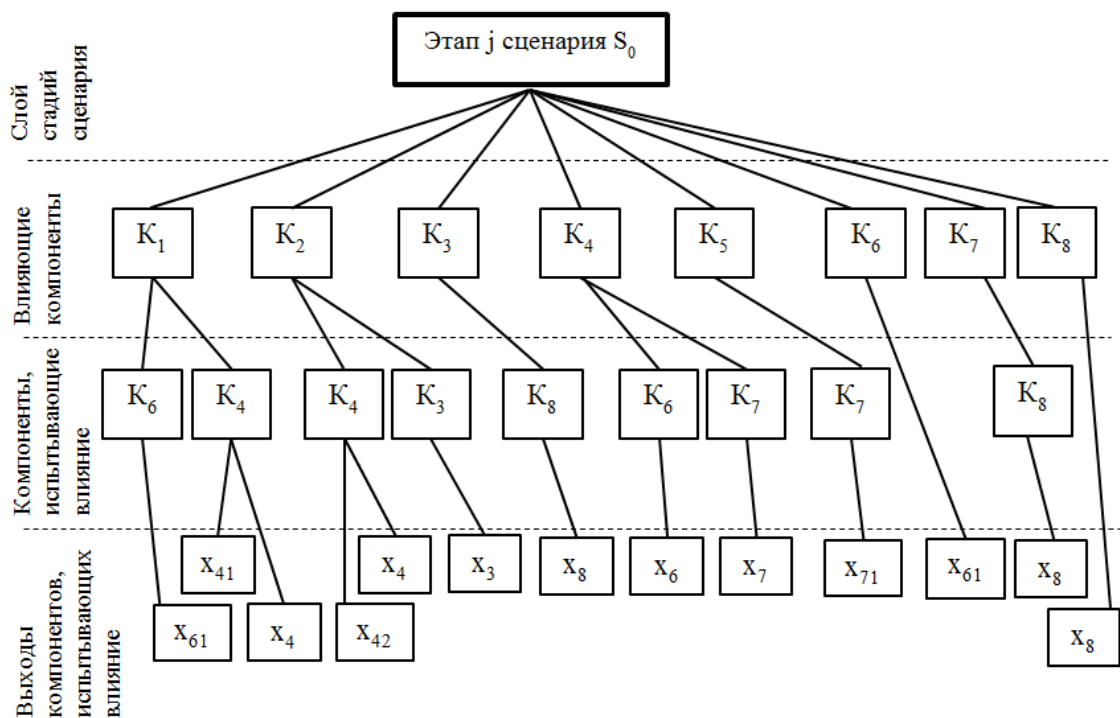 Этап j сценария S₀
Слой
стадий
сценария
Влияющие
компоненты
К₁
К₂
К₃
К₄
К₅
К₆
К₇
К₈
Компоненты,
испытывающие
влияние
К₆
К₄
К₄
К₃
К₈
К₆
К₇
К₇
К₈
Выходы
компонентов,
испытывающих
влияние
x₄₁
x₄
x₃
x₈
x₆
x₇
x₇₁
x₆₁
x₈
x₆₁
x₄
x₄₂
x₈